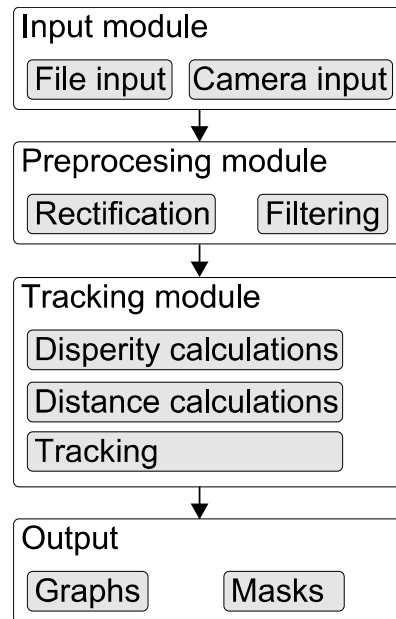 Input module
File input Camera input
Preprocesing module
Rectification Filtering
Tracking module
Disperity calculations
Distance calculations
Tracking
Output
Graphs Masks